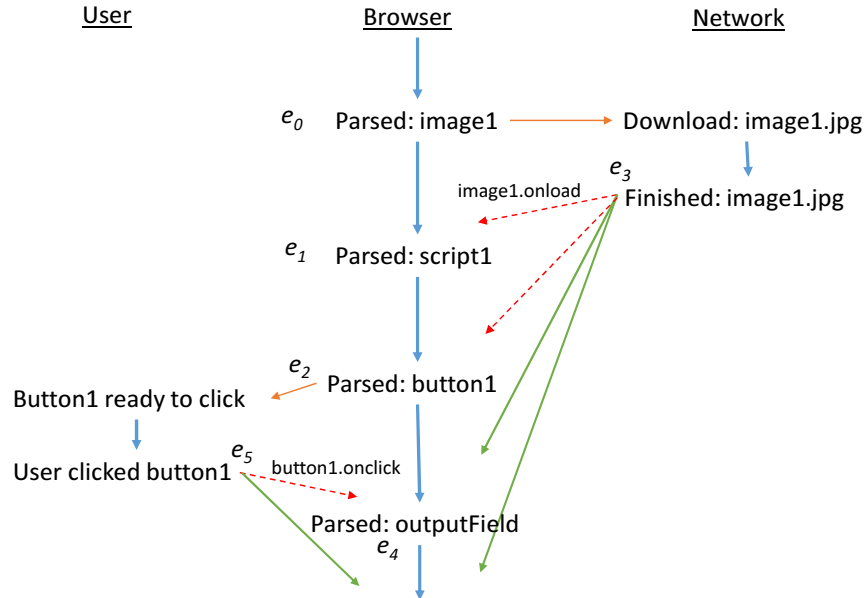 User
Browser
Network
e0
Parsed: image1
Download: image1.jpg
e3
image1.onload
Finished: image1.jpg
e1
Parsed: script1
e2
Parsed: button1
Button1 ready to click
e5
User clicked button1
button1.onclick
Parsed: outputField
e4